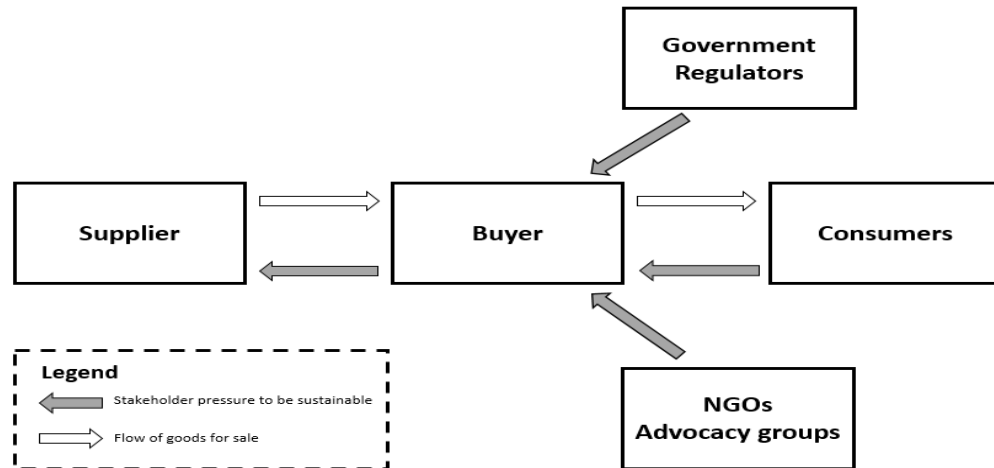 Government
Regulators
Supplier
Buyer
Consumers
Legend
Stakeholder pressure to be sustainable
Flow of goods for sale
NGOs
Advocacy groups